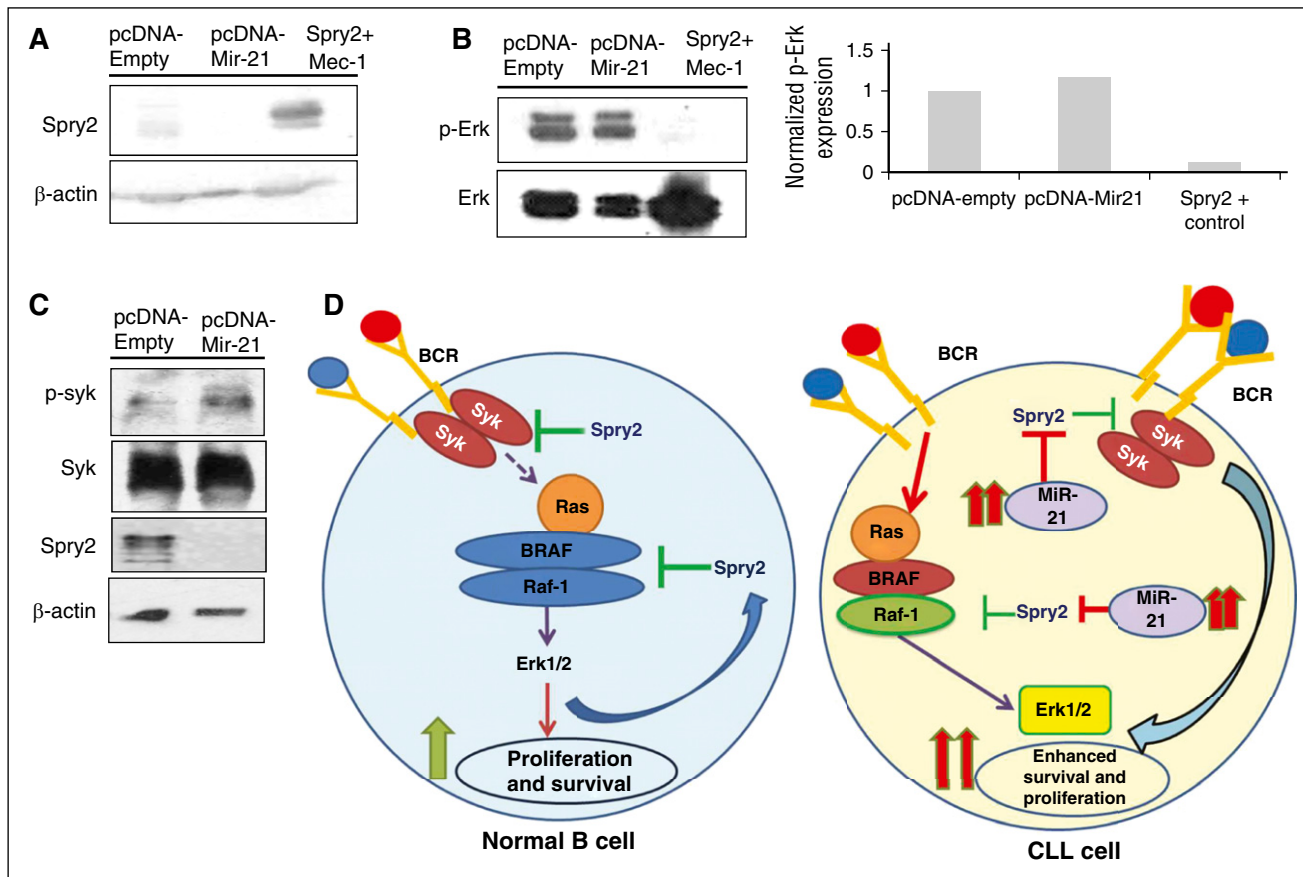 A
pcDNA- pcDNA- Spry2+
Empty Mir-21 Mec-1
Spry2
β-actin
B
pcDNA- pcDNA- Spry2+
Empty Mir-21 Mec-1
p-Erk
Erk
Normalized p-Erk
expression
1.5
1
0.5
0
pcDNA-empty pcDNA-Mir21 Spry2 +
control
C
pcDNA- pcDNA-
Empty Mir-21
p-syk
Syk
Spry2
β-actin
D
BCR
Syk
Syk
Spry2
Ras
BRAF
Raf-1
Spry2
Erk1/2
Proliferation
and survival
Normal B cell
BCR
BCR
Spry2
Syk
Syk
MiR-
21
Ras
BRAF
Raf-1
Spry2
MiR-
21
Erk1/2
Enhanced
survival and
proliferation
CLL cell